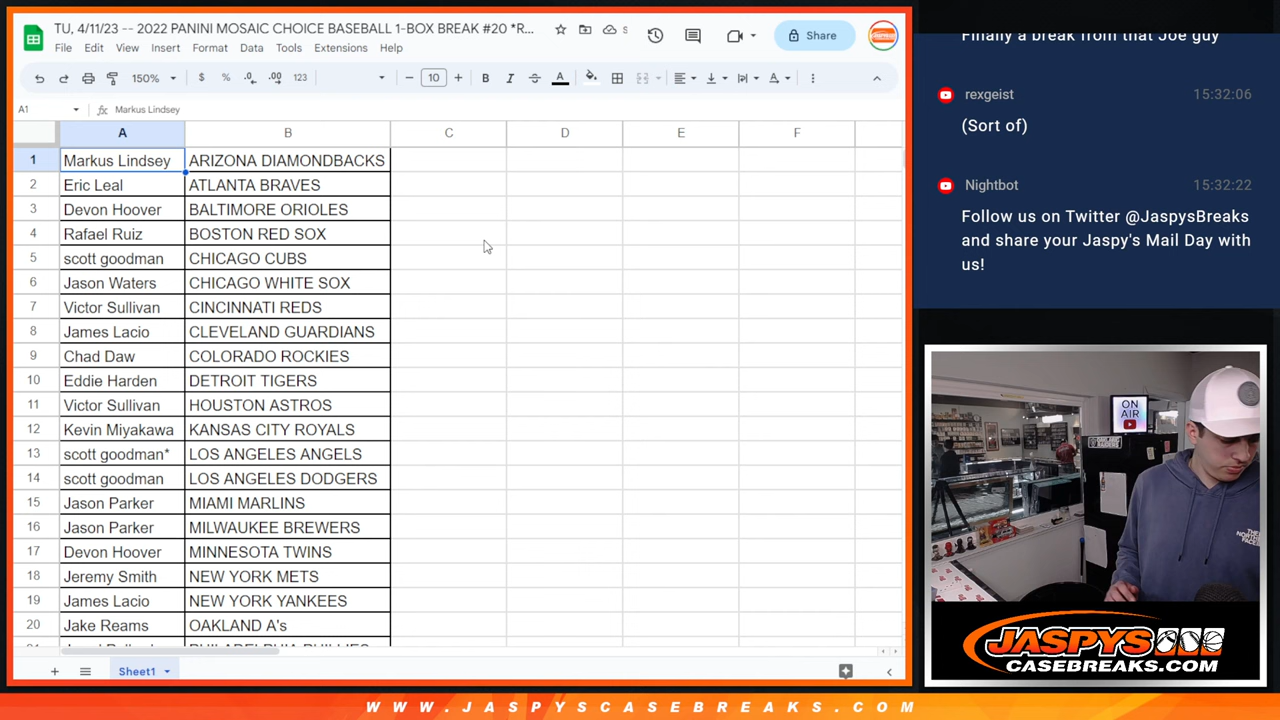 TU, 4/11/23 -- 2022 PANINI MOSAIC CHOICE BASEBALL 1-BOX BREAK #20 *R...
S
Share
File Edit View Insert Format Data Tools Extensions Help
150% $ % .0 .00 123 10 B I S A
A1 fx Markus Lindsey
A B C D E F
1 Markus Lindsey ARIZONA DIAMONDBACKS
2 Eric Leal ATLANTA BRAVES
3 Devon Hoover BALTIMORE ORIOLES
4 Rafael Ruiz BOSTON RED SOX
5 scott goodman CHICAGO CUBS
6 Jason Waters CHICAGO WHITE SOX
7 Victor Sullivan CINCINNATI REDS
8 James Lacio CLEVELAND GUARDIANS
9 Chad Daw COLORADO ROCKIES
10 Eddie Harden DETROIT TIGERS
11 Victor Sullivan HOUSTON ASTROS
12 Kevin Miyakawa KANSAS CITY ROYALS
13 scott goodman* LOS ANGELES ANGELS
14 scott goodman LOS ANGELES DODGERS
15 Jason Parker MIAMI MARLINS
16 Jason Parker MILWAUKEE BREWERS
17 Devon Hoover MINNESOTA TWINS
18 Jeremy Smith NEW YORK METS
19 James Lacio NEW YORK YANKEES
20 Jake Reams OAKLAND A's
PHILADELPHIA PHILLIES
Sheet1
Finally a break from that Joe guy
rexgeist 15:32:06
(Sort of)
Nightbot 15:32:22
Follow us on Twitter @JaspysBreaks
and share your Jaspy's Mail Day with
us!
ON
AIR
THE
NORTH
FACE
JASPYS
CASEBREAKS.COM
WWW.JASPYSCASEBREAKS.COM